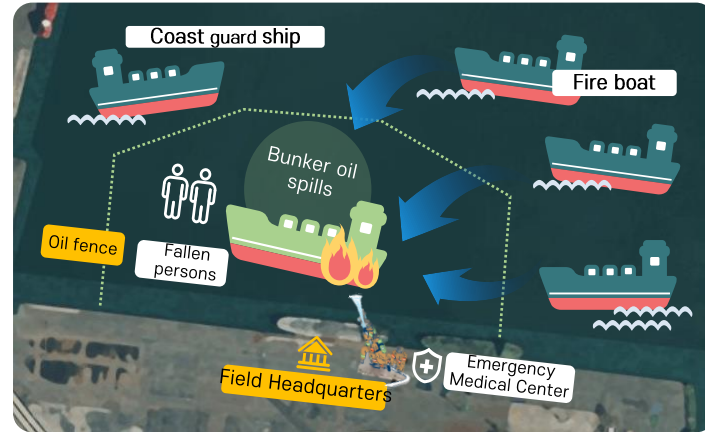 Coast guard ship
Fire boat
Bunker oil
spills
Oil fence
Fallen
persons
Field Headquarters
Emergency
Medical Center